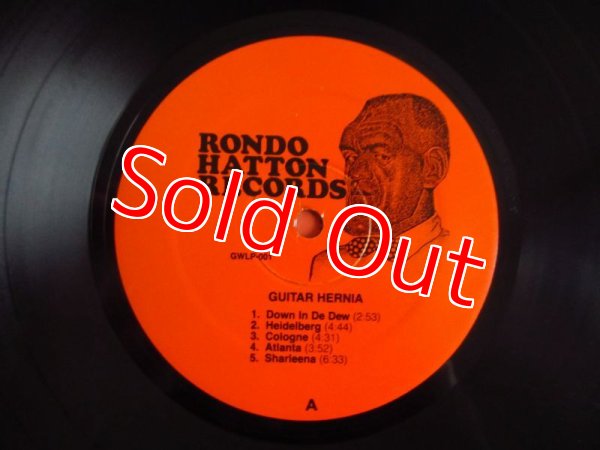 RONDO
HATTON
RECORDS
Sold Out
GWLP-001
GUITAR HERNIA
1. Down In De Dew (2:53)
2. Heidelberg (4:44)
3. Cologne (4:31)
4. Atlanta (3:52)
5. Sharleena (6:33)
A